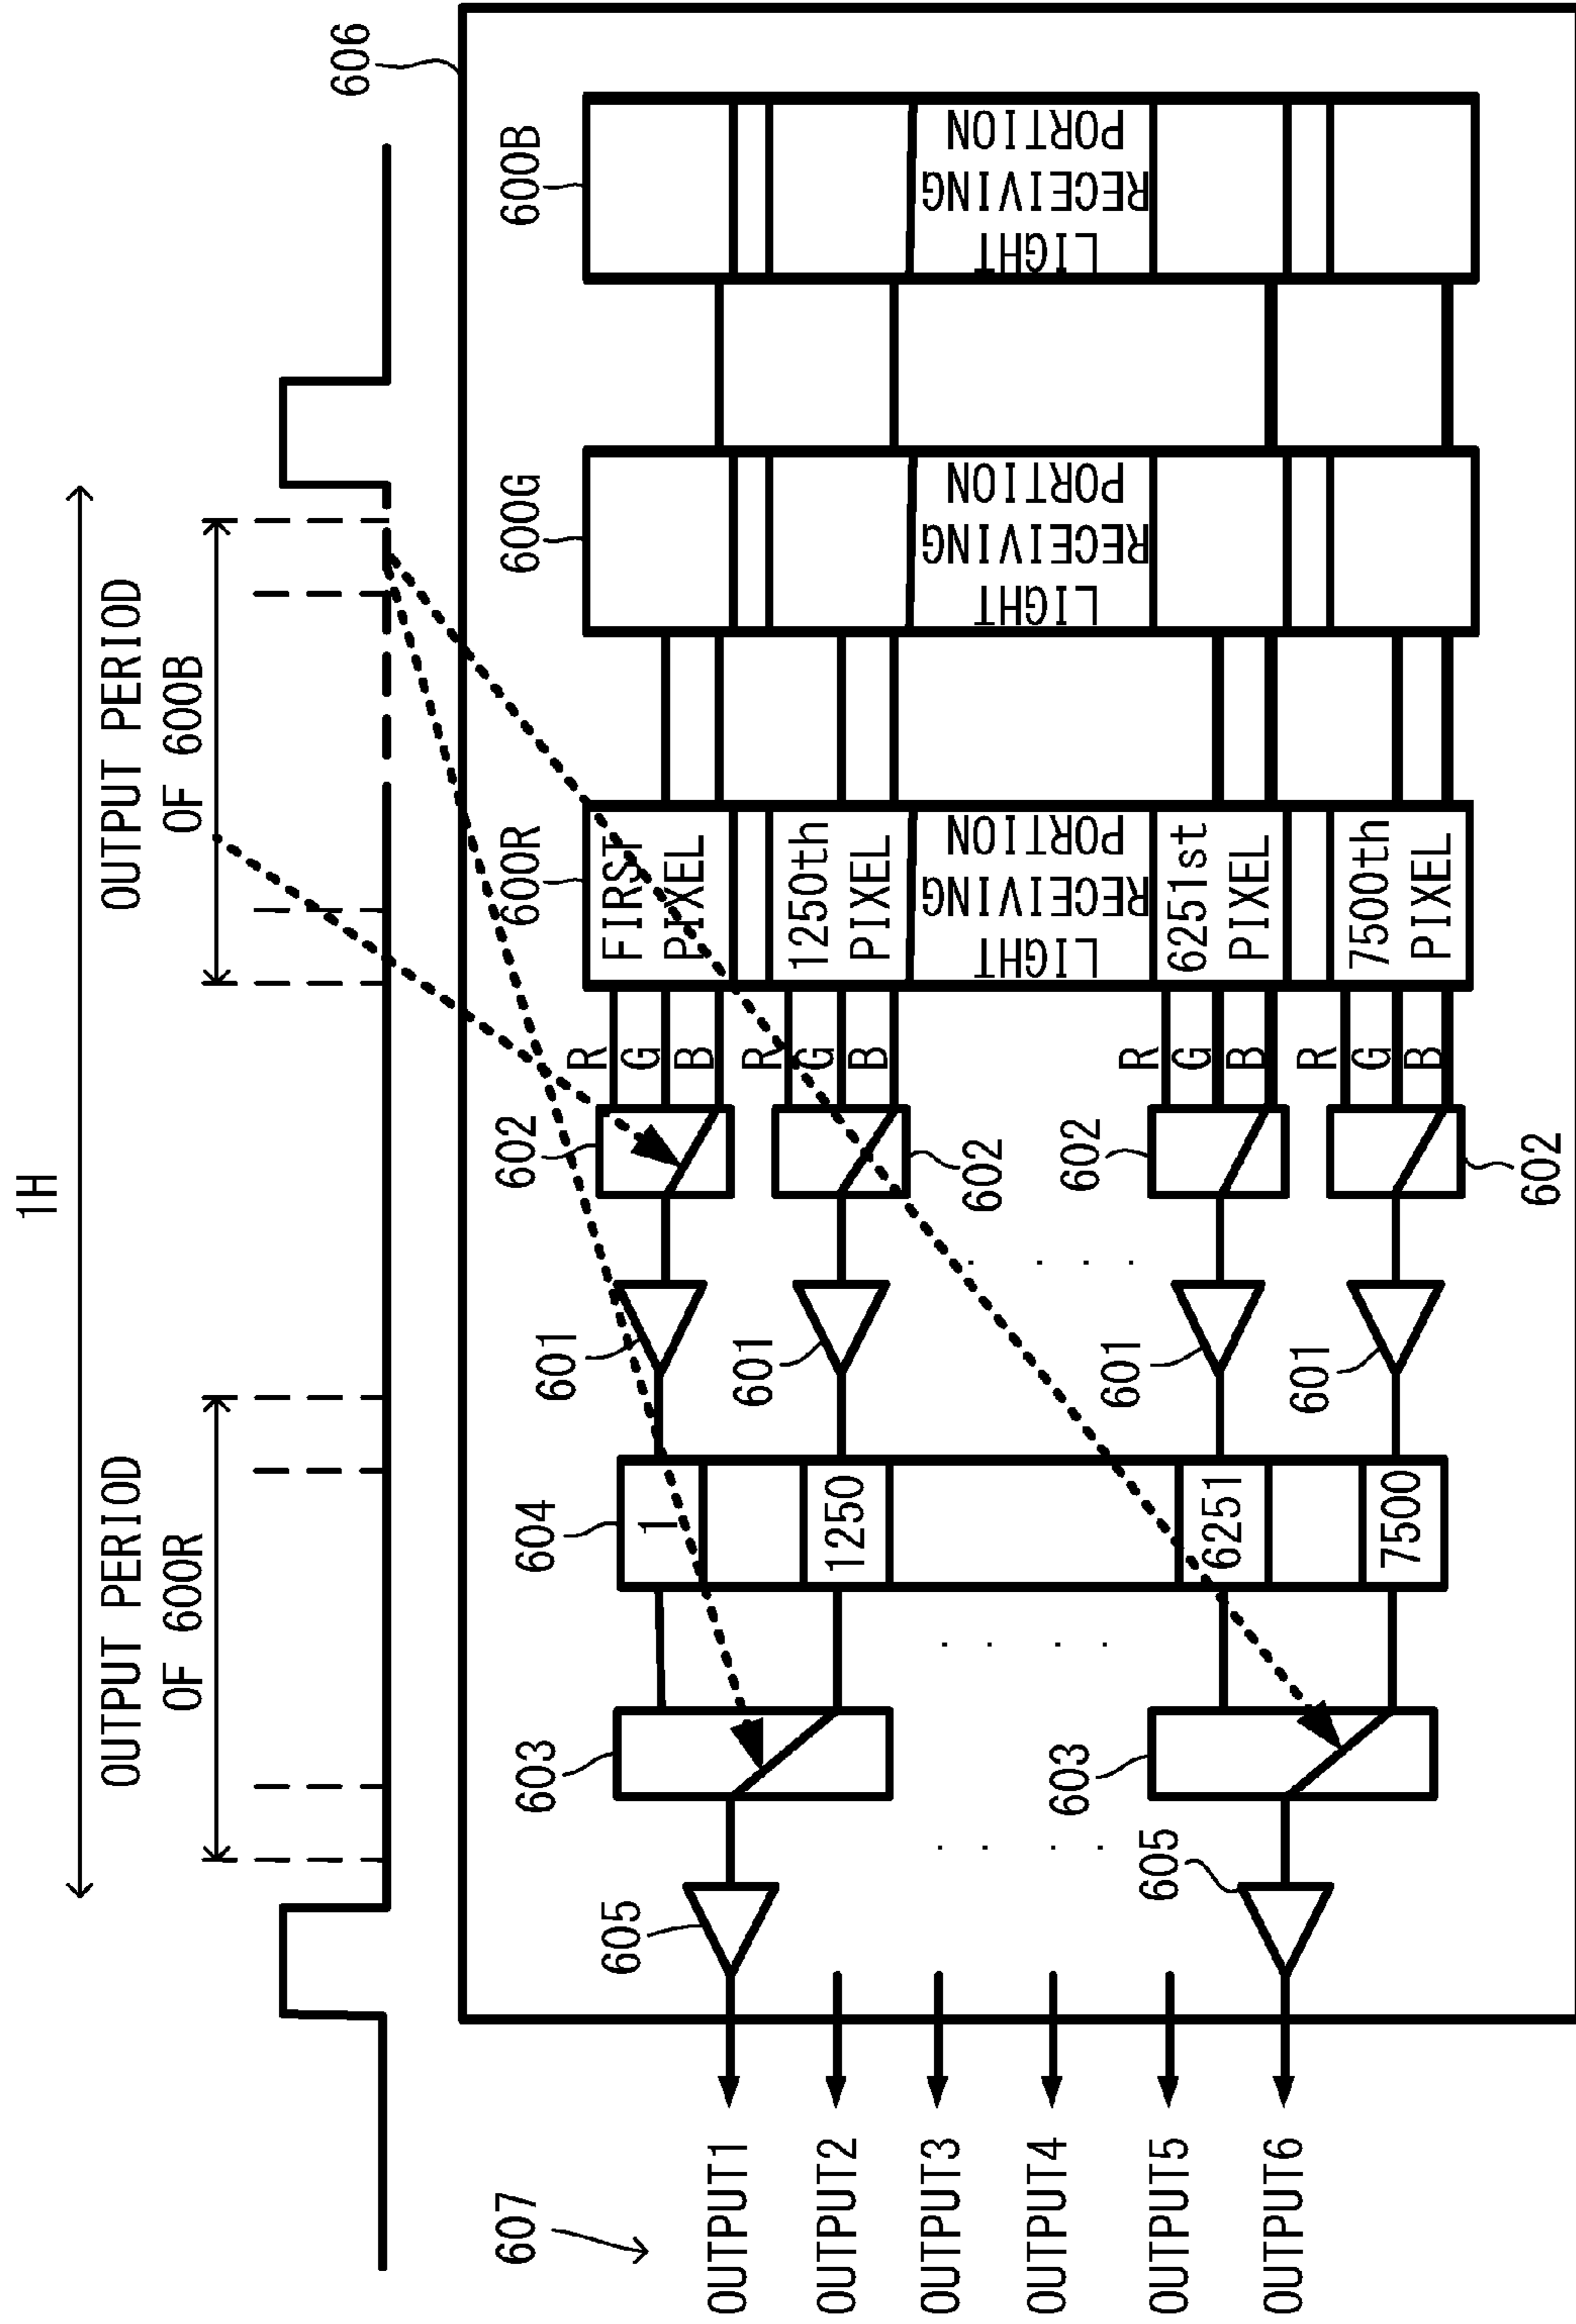 1H
OUTPUT PERIOD
OF 600R
OUTPUT PERIOD
OF 600B
606
607
OUTPUT1
OUTPUT2
OUTPUT3
OUTPUT4
OUTPUT5
OUTPUT6
605
605
603
603
604
1
1250
6251
7500
601
601
601
601
602
602
602
602
R
G
B
R
G
B
R
G
B
R
G
B
600R
FIRST
PIXEL
1250th
PIXEL
LIGHT
RECEIVING
PORTION
6251st
PIXEL
7500th
PIXEL
600G
LIGHT
RECEIVING
PORTION
600B
LIGHT
RECEIVING
PORTION